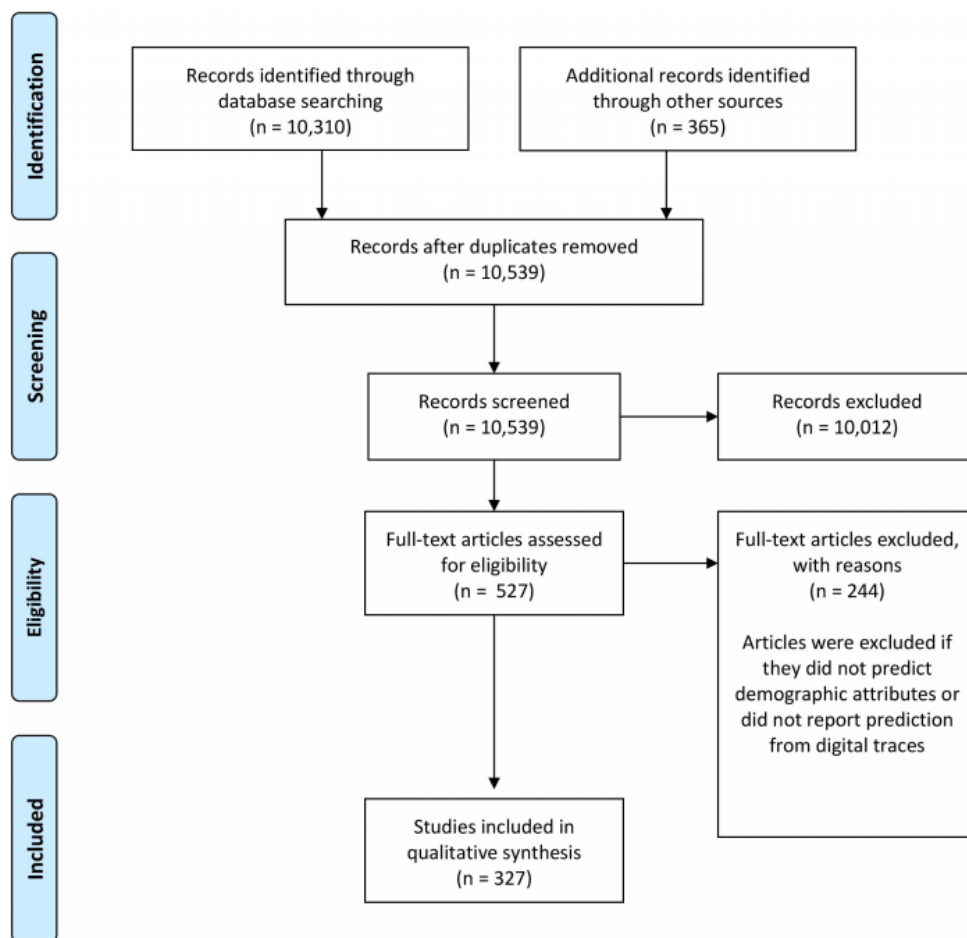 Identification
Records identified through
database searching
(n = 10,310)
Additional records identified
through other sources
(n = 365)
Records after duplicates removed
(n = 10,539)
Screening
Records screened
(n = 10,539)
Records excluded
(n = 10,012)
Eligibility
Full-text articles assessed
for eligibility
(n = 527)
Full-text articles excluded,
with reasons
(n = 244)
Articles were excluded if
they did not predict
demographic attributes or
did not report prediction
from digital traces
Included
Studies included in
qualitative synthesis
(n = 327)